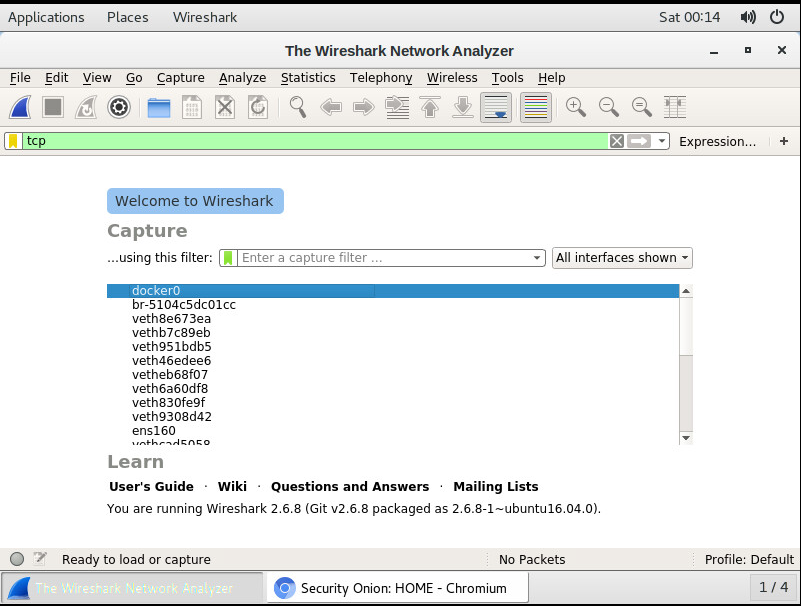 Applications Places Wireshark Sat 00:14
The Wireshark Network Analyzer
File Edit View Go Capture Analyze Statistics Telephony Wireless Tools Help
tcp Expression... +
Welcome to Wireshark
Capture
...using this filter: Enter a capture filter ... All interfaces shown
docker0
br-5104c5dc01cc
veth8e673ea
vethb7c89eb
veth951bdb5
veth46edee6
vetheb68f07
veth6a60df8
veth830fe9f
veth9308d42
ens160
vethcad5058
Learn
User's Guide · Wiki · Questions and Answers · Mailing Lists
You are running Wireshark 2.6.8 (Git v2.6.8 packaged as 2.6.8-1~ubuntu16.04.0).
Ready to load or capture No Packets Profile: Default
The Wireshark Network Analyzer Security Onion: HOME - Chromium 1 / 4